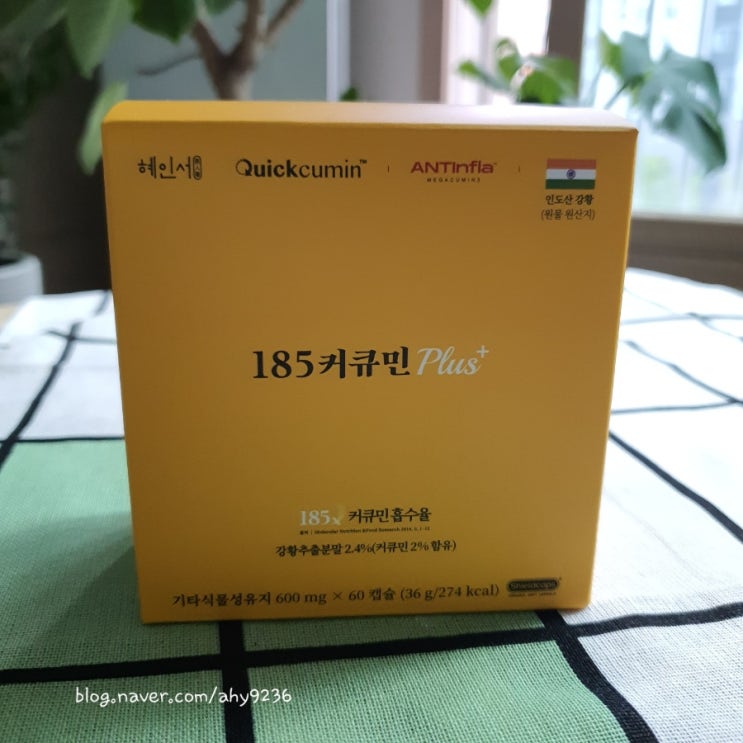 혜인서
Quickcumin™
ANTInfla
MEGACUMINS
인도산 강황
(원물 원산지)
185커큐민 Plus+
185x 커큐민 흡수율
강황추출분말 2.4%(커큐민 2% 함유)
기타식물성유지 600 mg × 60 캡슐 (36 g/274 kcal)
Shieldcaps
blog.naver.com/ahy9236